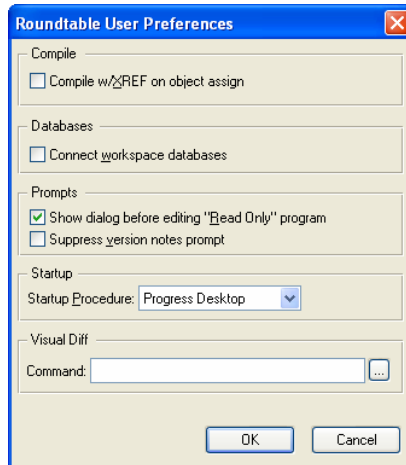 Roundtable User Preferences
Compile
Compile w/XREF on object assign
Databases
Connect workspace databases
Prompts
Show dialog before editing "Read Only" program
Suppress version notes prompt
Startup
Startup Procedure: Progress Desktop
Visual Diff
Command: ...
OK Cancel